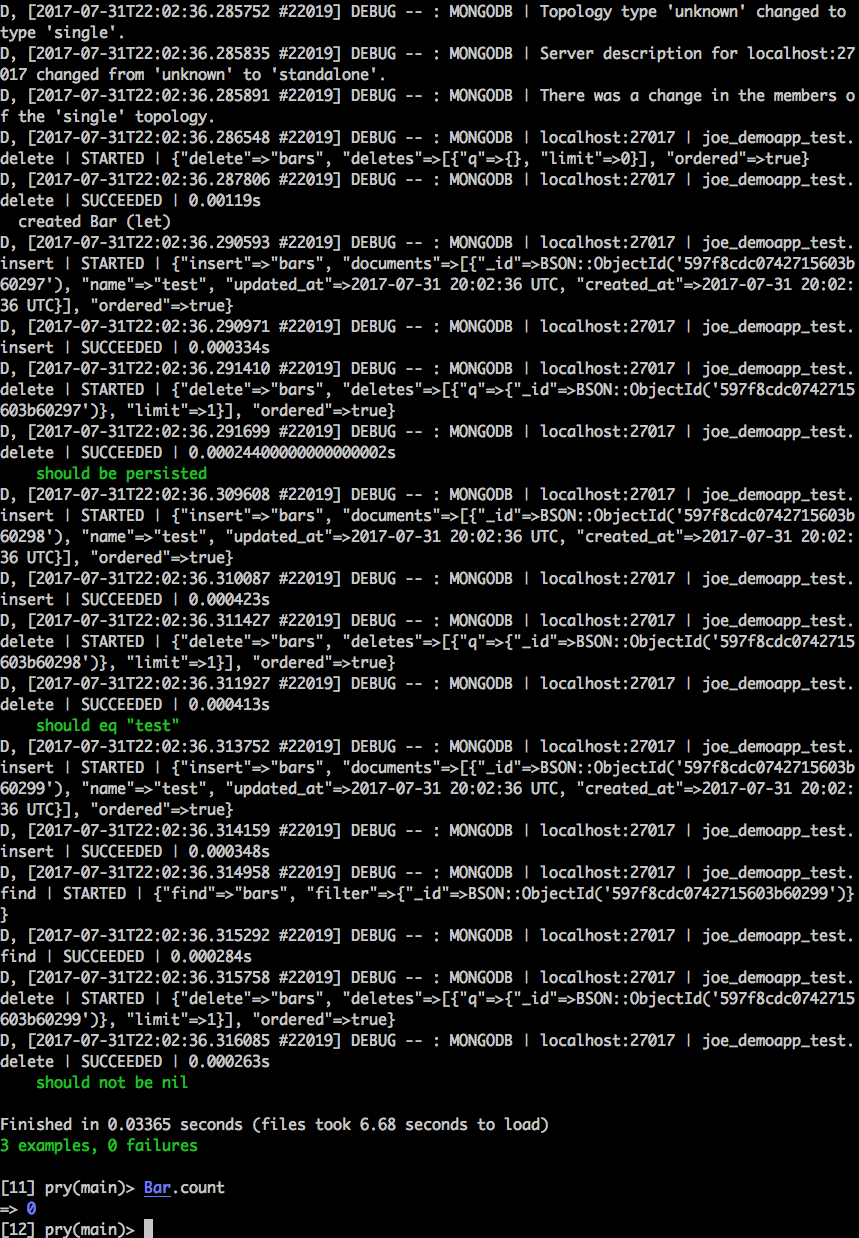 D, [2017-07-31T22:02:36.285752 #22019] DEBUG -- : MONGODB | Topology type 'unknown' changed to
type 'single'.
D, [2017-07-31T22:02:36.285835 #22019] DEBUG -- : MONGODB | Server description for localhost:27
017 changed from 'unknown' to 'standalone'.
D, [2017-07-31T22:02:36.285891 #22019] DEBUG -- : MONGODB | There was a change in the members o
f the 'single' topology.
D, [2017-07-31T22:02:36.286548 #22019] DEBUG -- : MONGODB | localhost:27017 | joe_demoapp_test.
delete | STARTED | {"delete"=>"bars", "deletes"=>[{"q"=>{}, "limit"=>0}], "ordered"=>true}
D, [2017-07-31T22:02:36.287806 #22019] DEBUG -- : MONGODB | localhost:27017 | joe_demoapp_test.
delete | SUCCEEDED | 0.00119s
  created Bar (let)
D, [2017-07-31T22:02:36.290593 #22019] DEBUG -- : MONGODB | localhost:27017 | joe_demoapp_test.
insert | STARTED | {"insert"=>"bars", "documents"=>[{"_id"=>BSON::ObjectId('597f8cdc0742715603b
60297'), "name"=>"test", "updated_at"=>2017-07-31 20:02:36 UTC, "created_at"=>2017-07-31 20:02:
36 UTC}], "ordered"=>true}
D, [2017-07-31T22:02:36.290971 #22019] DEBUG -- : MONGODB | localhost:27017 | joe_demoapp_test.
insert | SUCCEEDED | 0.000334s
D, [2017-07-31T22:02:36.291410 #22019] DEBUG -- : MONGODB | localhost:27017 | joe_demoapp_test.
delete | STARTED | {"delete"=>"bars", "deletes"=>[{"q"=>{"_id"=>BSON::ObjectId('597f8cdc0742715
603b60297')}, "limit"=>1}], "ordered"=>true}
D, [2017-07-31T22:02:36.291699 #22019] DEBUG -- : MONGODB | localhost:27017 | joe_demoapp_test.
delete | SUCCEEDED | 0.00024400000000000002s
    should be persisted
D, [2017-07-31T22:02:36.309608 #22019] DEBUG -- : MONGODB | localhost:27017 | joe_demoapp_test.
insert | STARTED | {"insert"=>"bars", "documents"=>[{"_id"=>BSON::ObjectId('597f8cdc0742715603b
60298'), "name"=>"test", "updated_at"=>2017-07-31 20:02:36 UTC, "created_at"=>2017-07-31 20:02:
36 UTC}], "ordered"=>true}
D, [2017-07-31T22:02:36.310087 #22019] DEBUG -- : MONGODB | localhost:27017 | joe_demoapp_test.
insert | SUCCEEDED | 0.000423s
D, [2017-07-31T22:02:36.311427 #22019] DEBUG -- : MONGODB | localhost:27017 | joe_demoapp_test.
delete | STARTED | {"delete"=>"bars", "deletes"=>[{"q"=>{"_id"=>BSON::ObjectId('597f8cdc0742715
603b60298')}, "limit"=>1}], "ordered"=>true}
D, [2017-07-31T22:02:36.311927 #22019] DEBUG -- : MONGODB | localhost:27017 | joe_demoapp_test.
delete | SUCCEEDED | 0.000413s
    should eq "test"
D, [2017-07-31T22:02:36.313752 #22019] DEBUG -- : MONGODB | localhost:27017 | joe_demoapp_test.
insert | STARTED | {"insert"=>"bars", "documents"=>[{"_id"=>BSON::ObjectId('597f8cdc0742715603b
60299'), "name"=>"test", "updated_at"=>2017-07-31 20:02:36 UTC, "created_at"=>2017-07-31 20:02:
36 UTC}], "ordered"=>true}
D, [2017-07-31T22:02:36.314159 #22019] DEBUG -- : MONGODB | localhost:27017 | joe_demoapp_test.
insert | SUCCEEDED | 0.000348s
D, [2017-07-31T22:02:36.314958 #22019] DEBUG -- : MONGODB | localhost:27017 | joe_demoapp_test.
find | STARTED | {"find"=>"bars", "filter"=>{"_id"=>BSON::ObjectId('597f8cdc0742715603b60299')}
}
D, [2017-07-31T22:02:36.315292 #22019] DEBUG -- : MONGODB | localhost:27017 | joe_demoapp_test.
find | SUCCEEDED | 0.000284s
D, [2017-07-31T22:02:36.315758 #22019] DEBUG -- : MONGODB | localhost:27017 | joe_demoapp_test.
delete | STARTED | {"delete"=>"bars", "deletes"=>[{"q"=>{"_id"=>BSON::ObjectId('597f8cdc0742715
603b60299')}, "limit"=>1}], "ordered"=>true}
D, [2017-07-31T22:02:36.316085 #22019] DEBUG -- : MONGODB | localhost:27017 | joe_demoapp_test.
delete | SUCCEEDED | 0.000263s
    should not be nil
Finished in 0.03365 seconds (files took 6.68 seconds to load)
3 examples, 0 failures
[11] pry(main)> Bar.count
=> 0
[12] pry(main)>